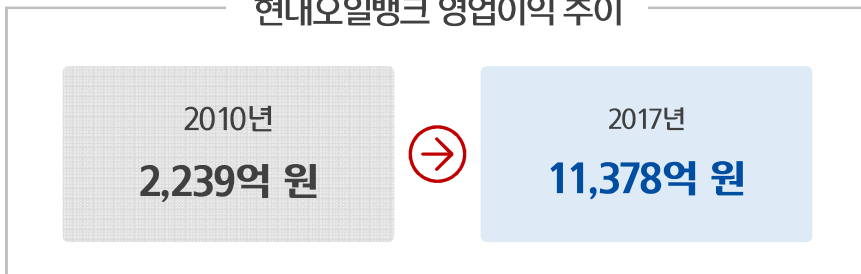 현대오일뱅크 영업이익 추이
2010년
2,239억 원
2017년
11,378억 원